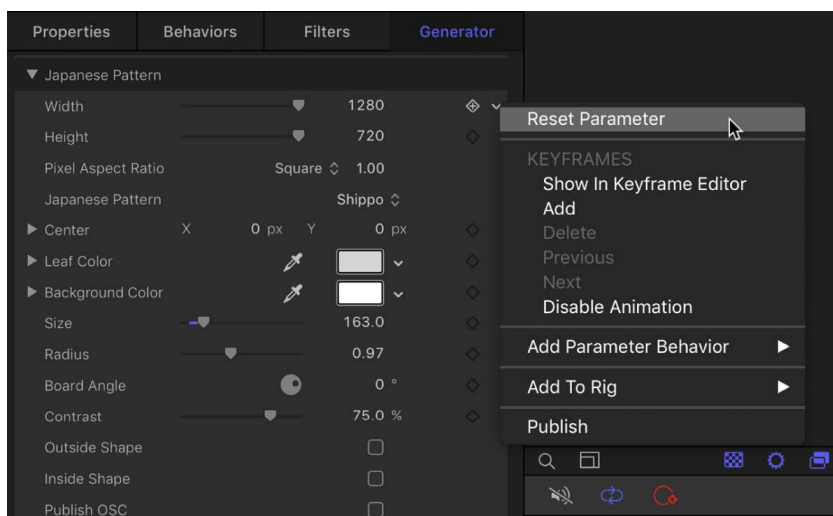 Properties Behaviors Filters Generator
Japanese Pattern
Width 1280
Height 720
Pixel Aspect Ratio Square 1.00
Japanese Pattern Shippo
Center X 0 px Y 0 px
Leaf Color
Background Color
Size 163.0
Radius 0.97
Board Angle 0 °
Contrast 75.0 %
Outside Shape
Inside Shape
Publish OSC
Reset Parameter
KEYFRAMES
Show In Keyframe Editor
Add
Delete
Previous
Next
Disable Animation
Add Parameter Behavior
Add To Rig
Publish